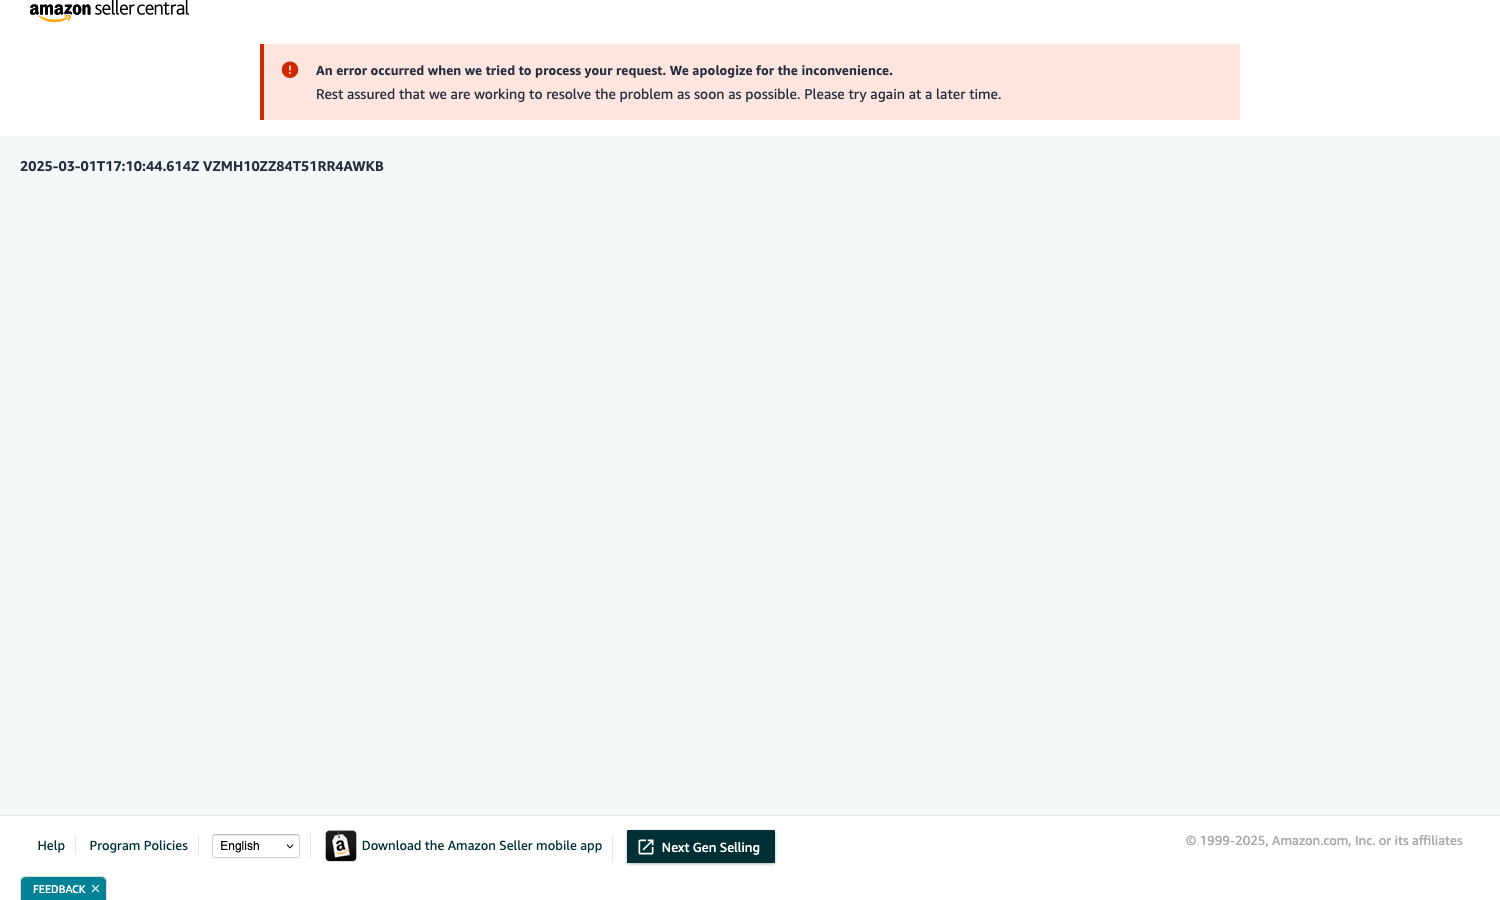 amazon seller central
An error occurred when we tried to process your request. We apologize for the inconvenience.
Rest assured that we are working to resolve the problem as soon as possible. Please try again at a later time.
2025-03-01T17:10:44.614Z VZMH10ZZ84T51RR4AWKB
Help
Program Policies
English
Download the Amazon Seller mobile app
Next Gen Selling
© 1999-2025, Amazon.com, Inc. or its affiliates
FEEDBACK